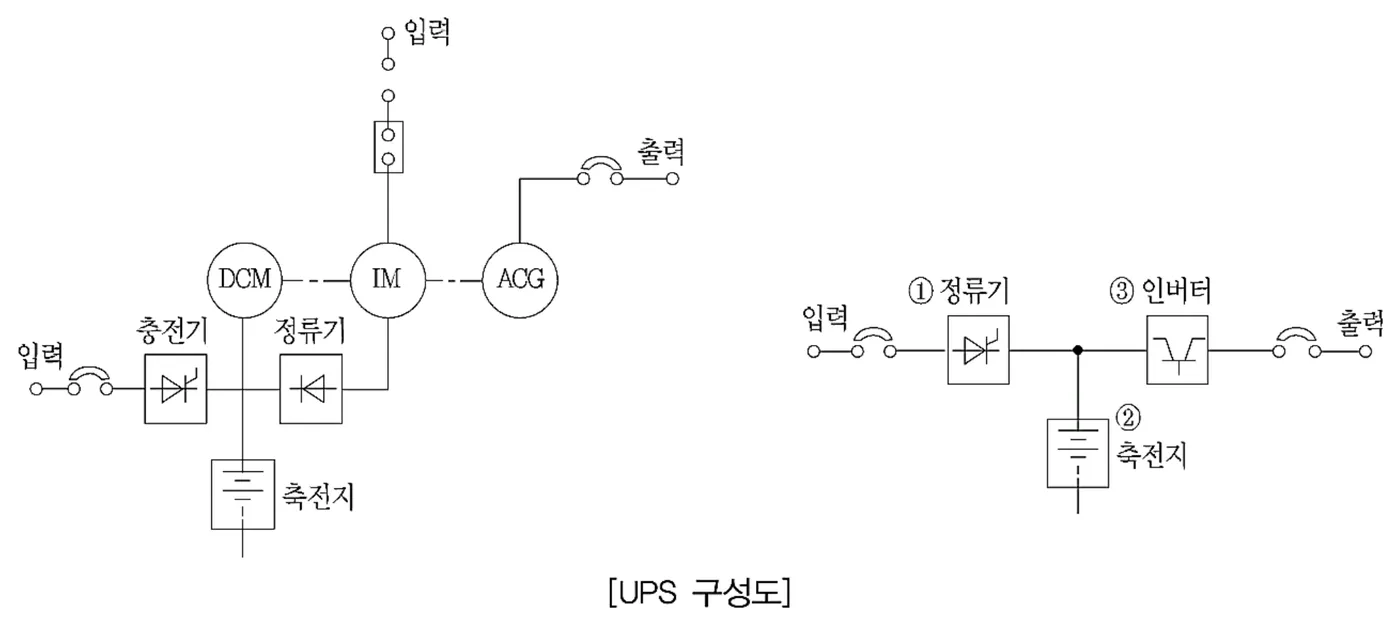 입력
출력
DCM
IM
ACG
충전기
정류기
입력
축전지
① 정류기
③ 인버터
입력
출력
②
축전지
[UPS 구성도]